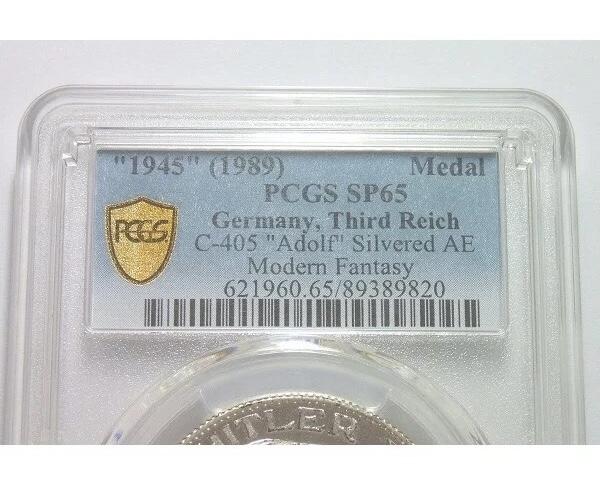 "1945" (1989) Medal
PCGS SP65
Germany, Third Reich
C-405 "Adolf" Silvered AE
Modern Fantasy
621960.65/89389820
PCGS
HITLER